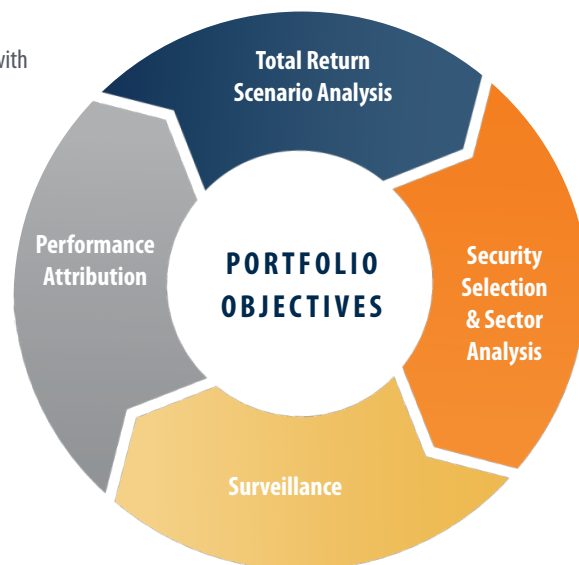 with
Total Return
Scenario Analysis
Performance
Attribution
PORTFOLIO
OBJECTIVES
Security
Selection
& Sector
Analysis
Surveillance